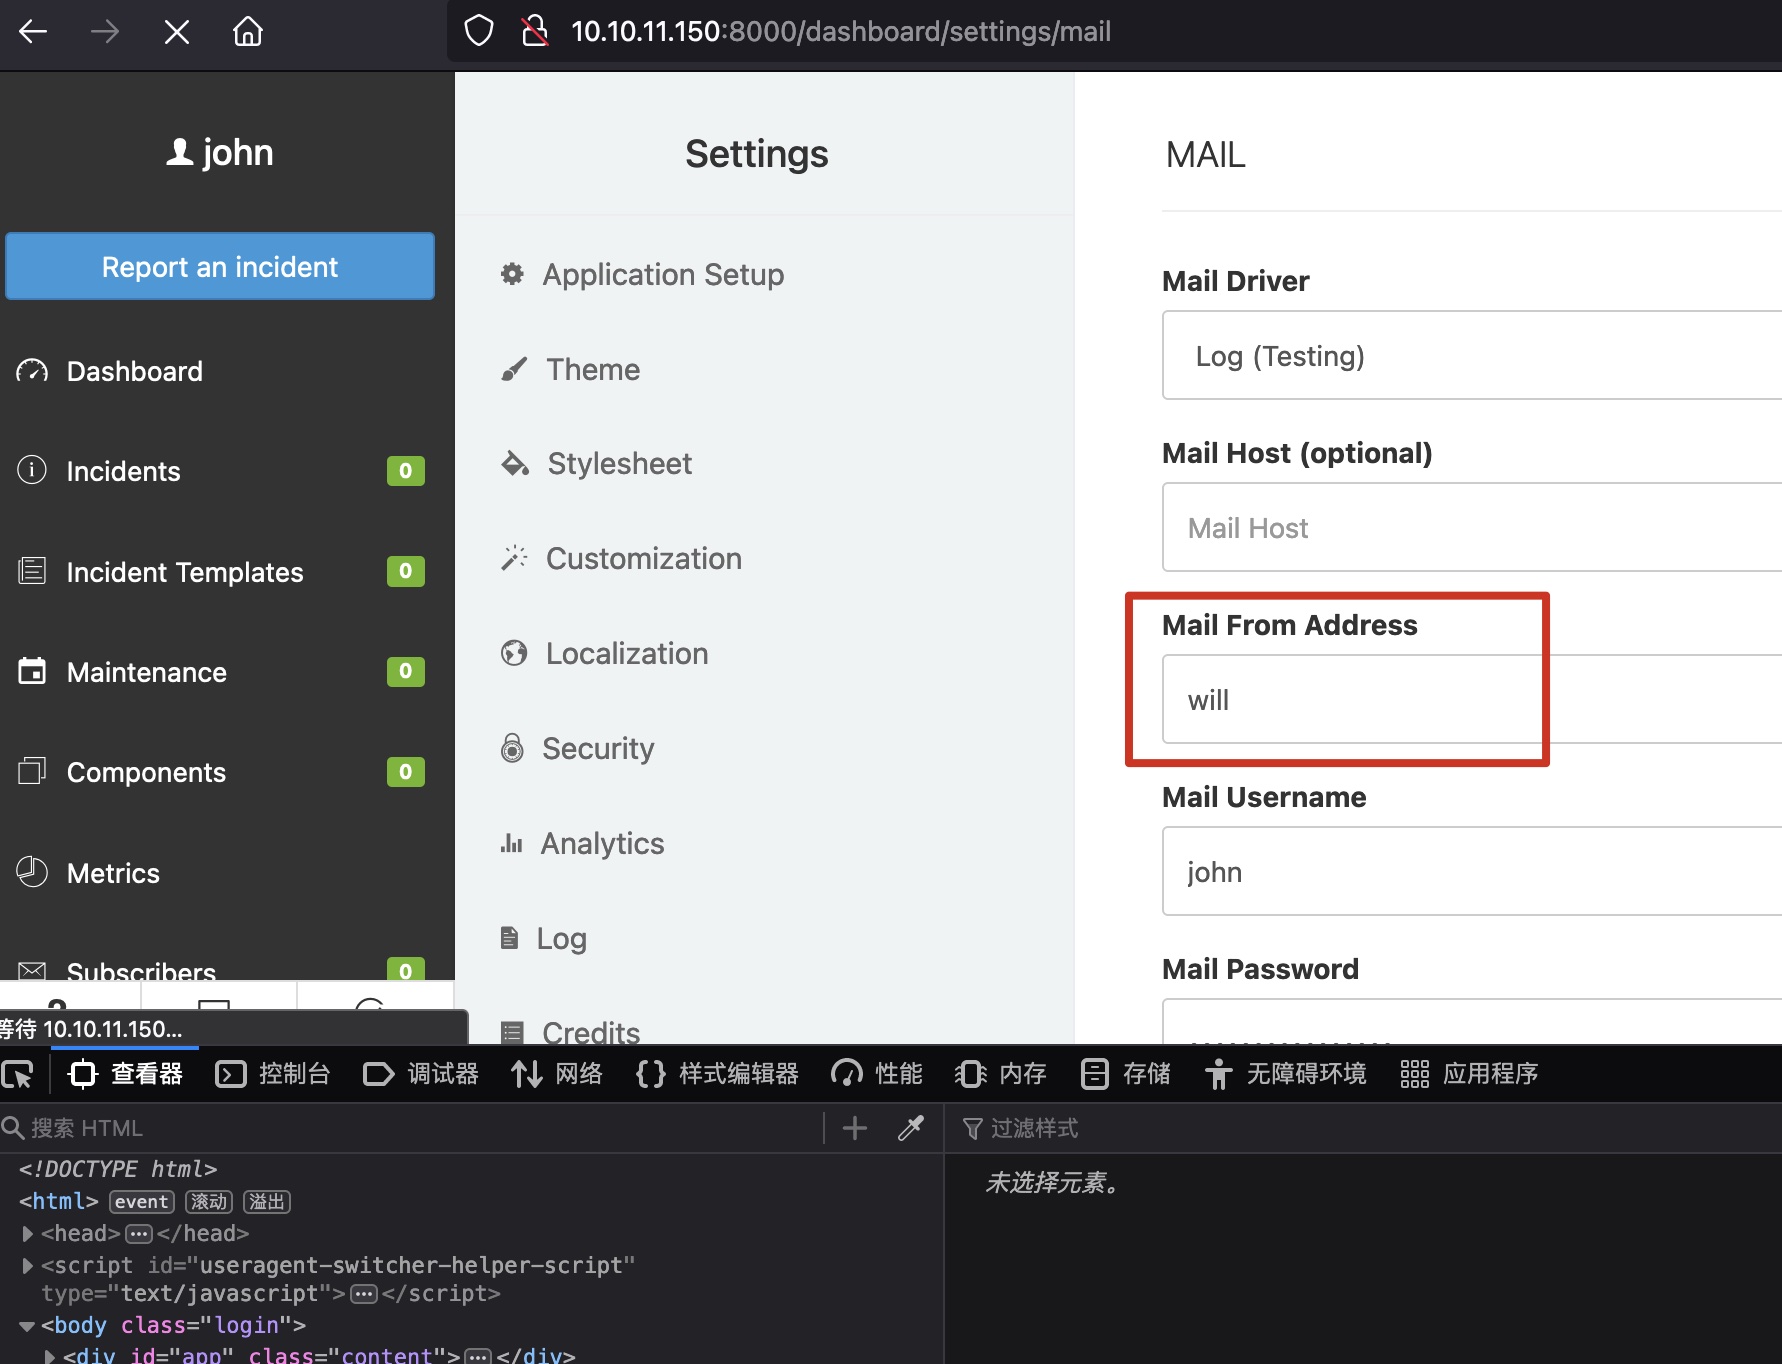 10.10.11.150:8000/dashboard/settings/mail
john
Report an incident
Dashboard
Incidents 0
Incident Templates 0
Maintenance 0
Components 0
Metrics
Subscribers 0
等待 10.10.11.150...
Settings
Application Setup
Theme
Stylesheet
Customization
Localization
Security
Analytics
Log
Credits
MAIL
Mail Driver
Log (Testing)
Mail Host (optional)
Mail Host
Mail From Address
will
Mail Username
john
Mail Password
查看器 控制台 调试器 网络 {} 样式编辑器 性能 内存 存储 无障碍环境 应用程序
搜索 HTML
过滤样式
<!DOCTYPE html>
<html> event 滚动 溢出
<head>…</head>
<script id="useragent-switcher-helper-script"
type="text/javascript">…</script>
<body class="login">
<div id="app" class="content">…</div>
未选择元素。